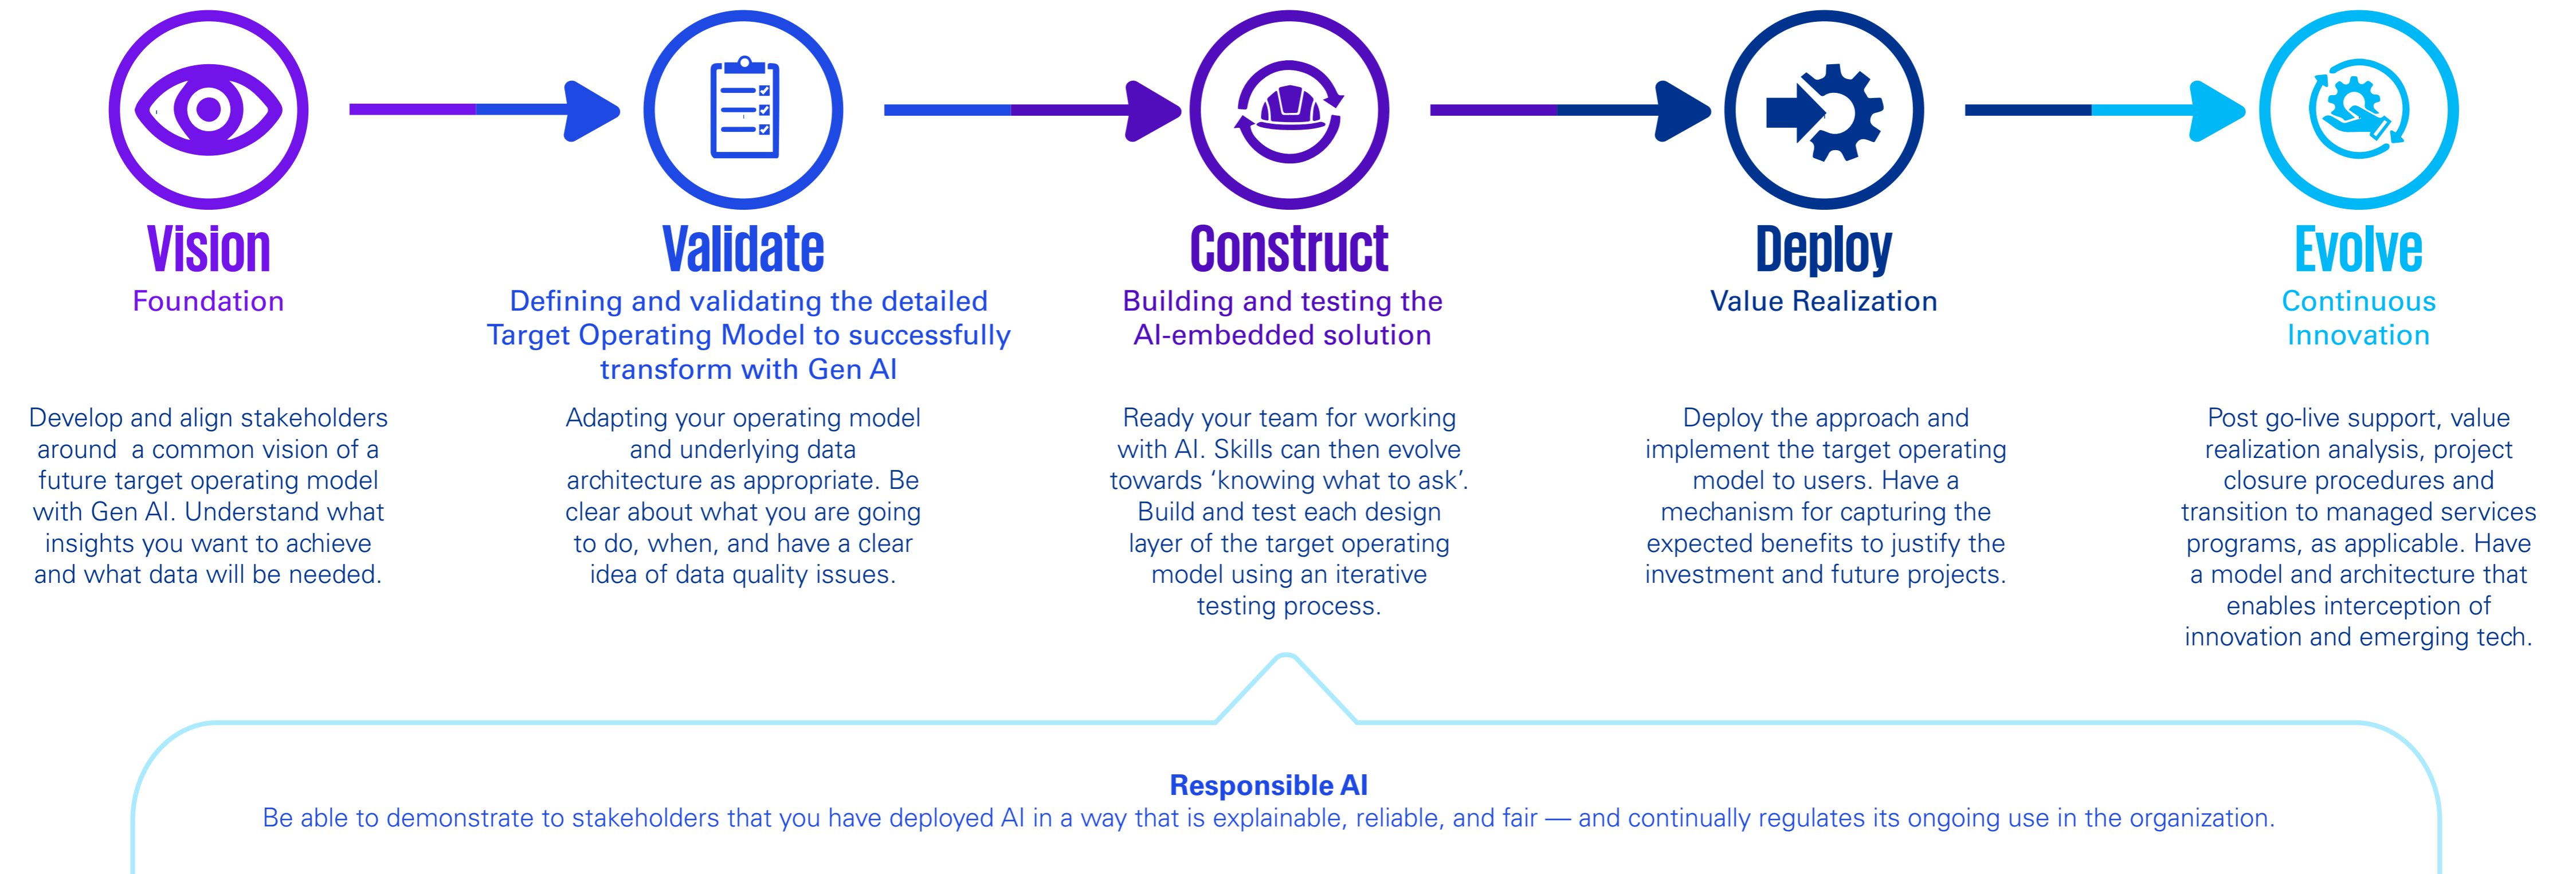 Vision
Foundation
Develop and align stakeholders
around a common vision of a
future target operating model
with Gen AI. Understand what
insights you want to achieve
and what data will be needed.
Validate
Defining and validating the detailed
Target Operating Model to successfully
transform with Gen AI
Adapting your operating model
and underlying data
architecture as appropriate. Be
clear about what you are going
to do, when, and have a clear
idea of data quality issues.
Construct
Building and testing the
AI-embedded solution
Ready your team for working
with AI. Skills can then evolve
towards ‘knowing what to ask’.
Build and test each design
layer of the target operating
model using an iterative
testing process.
Deploy
Value Realization
Deploy the approach and
implement the target operating
model to users. Have a
mechanism for capturing the
expected benefits to justify the
investment and future projects.
Evolve
Continuous
Innovation
Post go-live support, value
realization analysis, project
closure procedures and
transition to managed services
programs, as applicable. Have
a model and architecture that
enables interception of
innovation and emerging tech.
Responsible AI
Be able to demonstrate to stakeholders that you have deployed AI in a way that is explainable, reliable, and fair — and continually regulates its ongoing use in the organization.